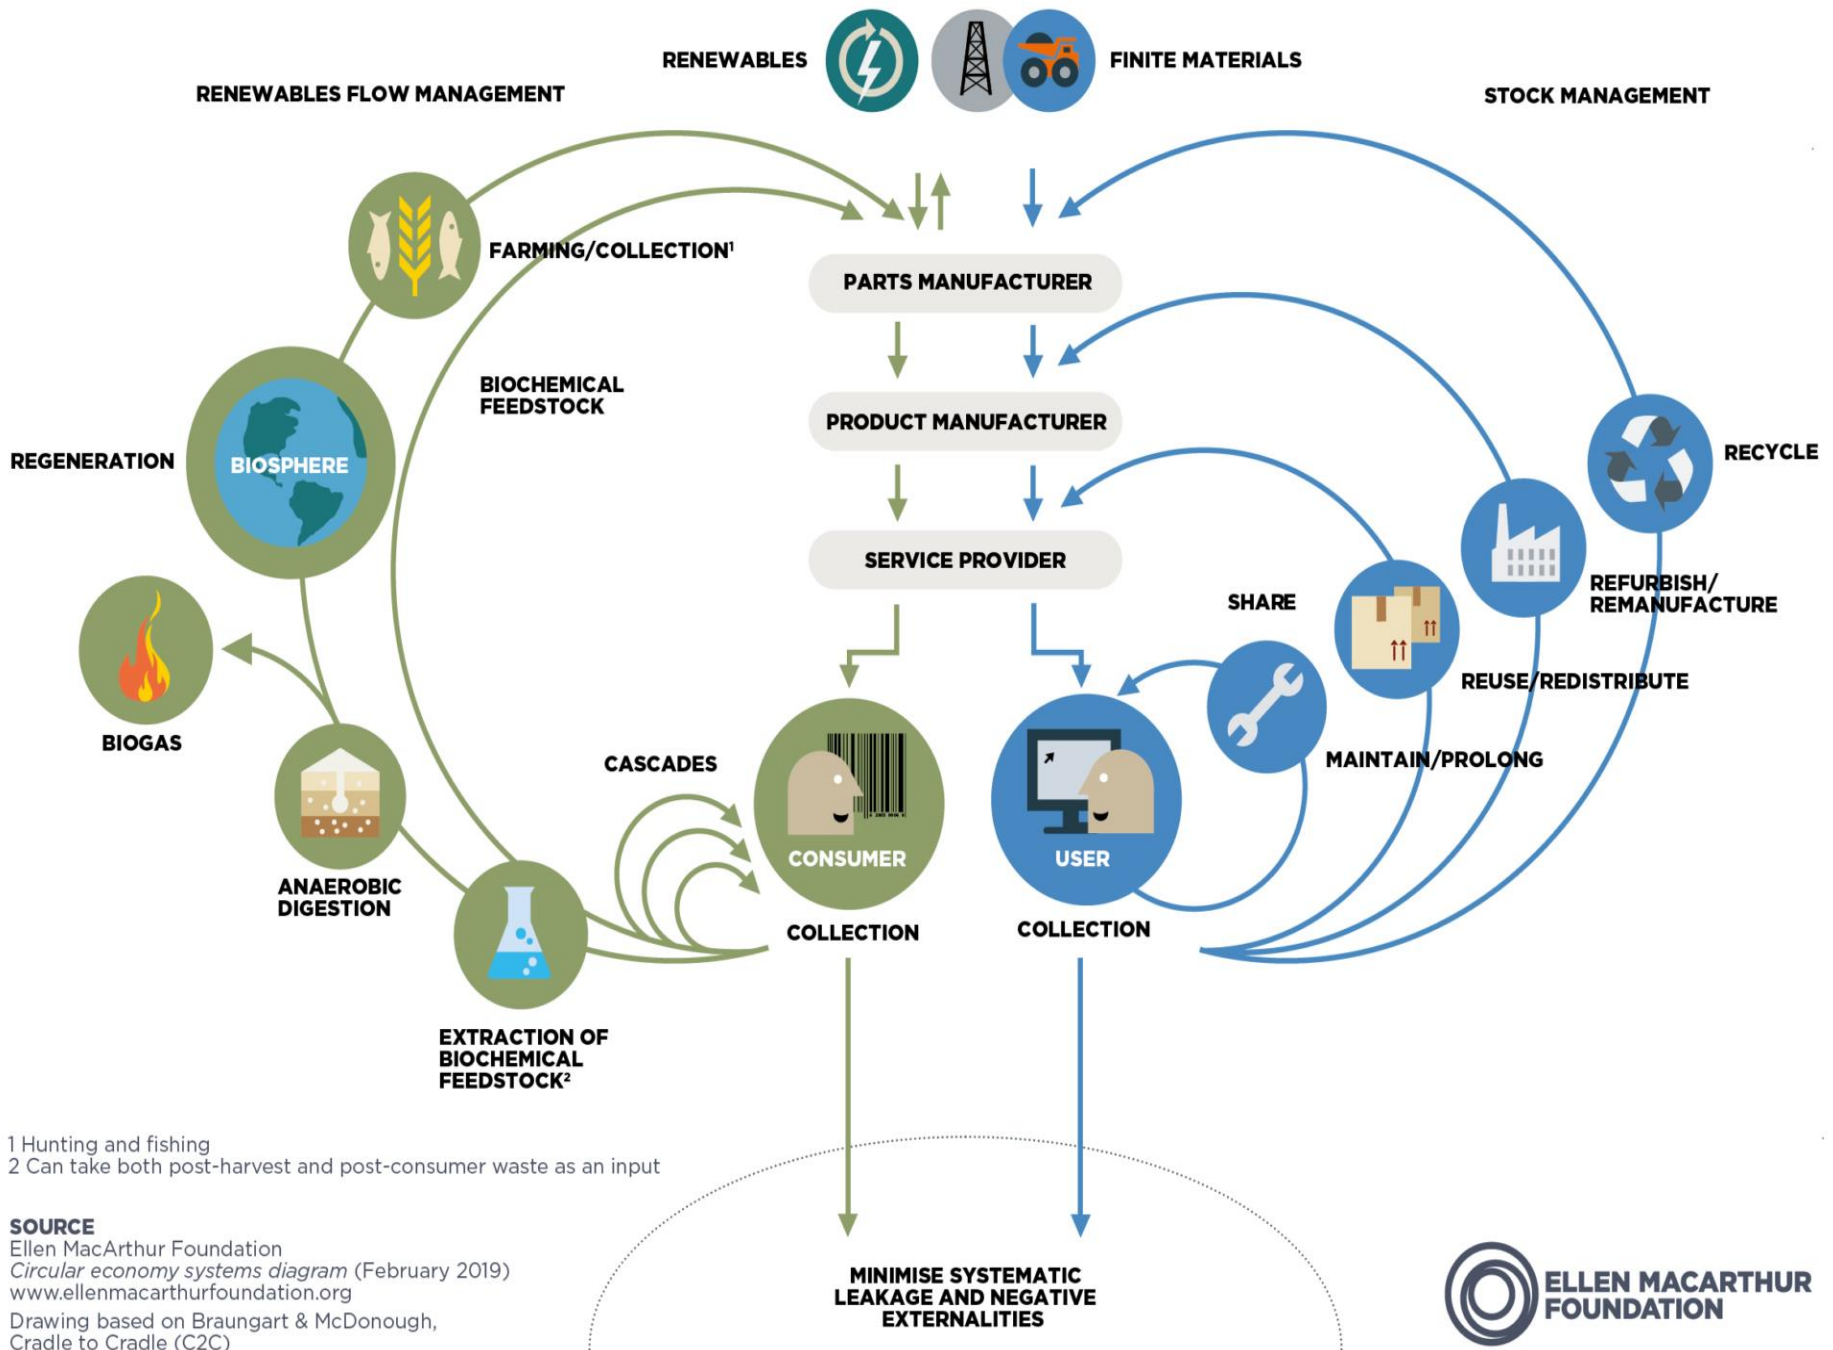 RENEWABLES
FINITE MATERIALS
RENEWABLES FLOW MANAGEMENT
STOCK MANAGEMENT
FARMING/COLLECTION¹
PARTS MANUFACTURER
BIOCHEMICAL
FEEDSTOCK
PRODUCT MANUFACTURER
REGENERATION
BIOSPHERE
RECYCLE
SERVICE PROVIDER
SHARE
REFURBISH/
REMANUFACTURE
REUSE/REDISTRIBUTE
BIOGAS
CASCADES
MAINTAIN/PROLONG
CONSUMER
USER
ANAEROBIC
DIGESTION
COLLECTION
COLLECTION
EXTRACTION OF
BIOCHEMICAL
FEEDSTOCK²
1 Hunting and fishing
2 Can take both post-harvest and post-consumer waste as an input
SOURCE
Ellen MacArthur Foundation
Circular economy systems diagram (February 2019)
www.ellenmacarthurfoundation.org
Drawing based on Braungart & McDonough,
Cradle to Cradle (C2C)
MINIMISE SYSTEMATIC
LEAKAGE AND NEGATIVE
EXTERNALITIES
ELLEN MACARTHUR
FOUNDATION